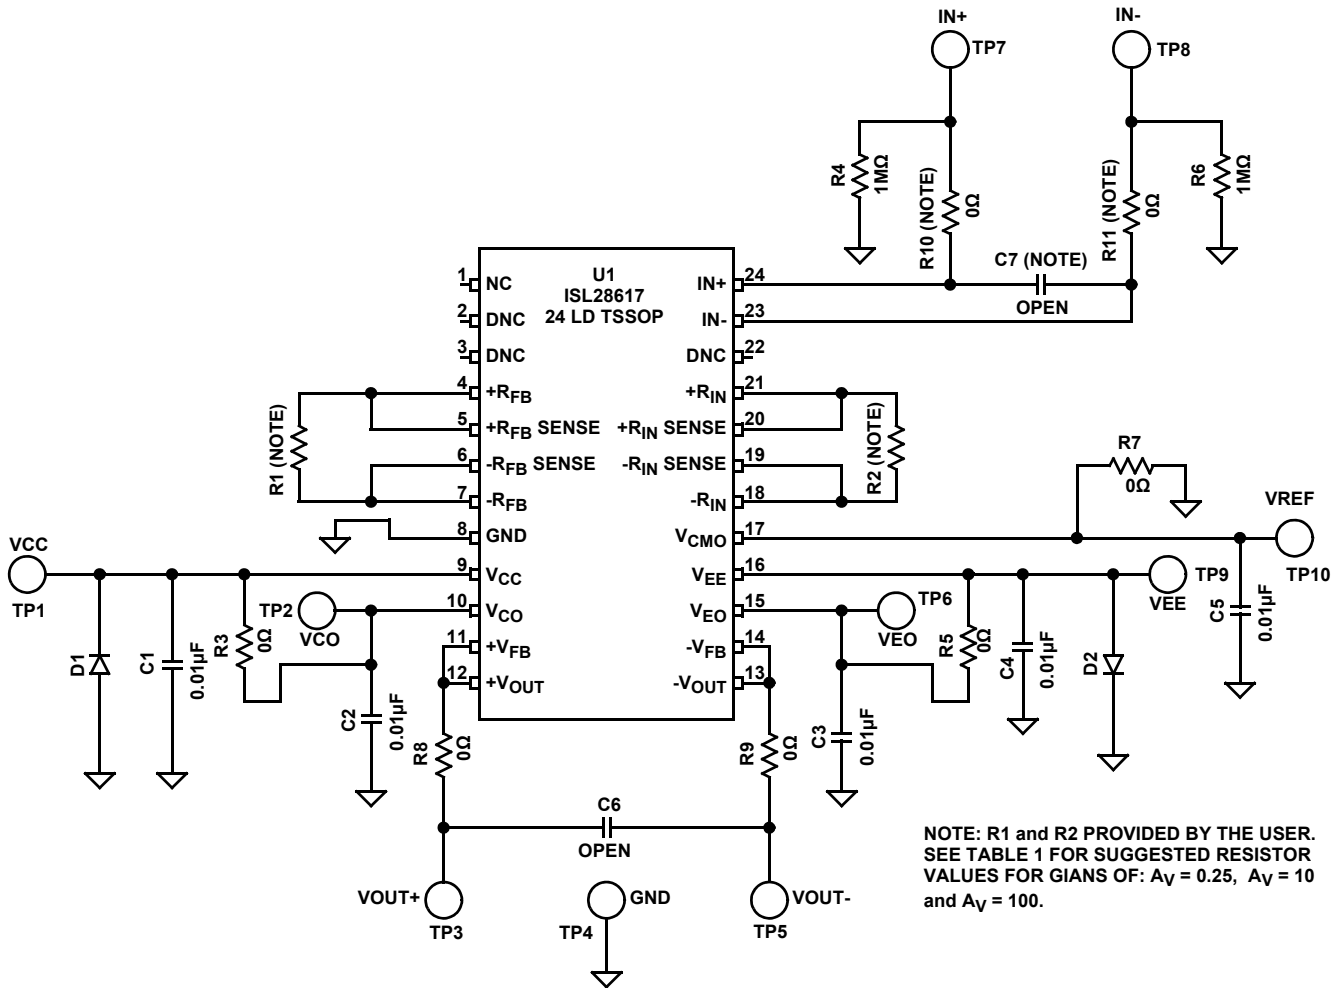 IN+
TP7
IN-
TP8
R4
1MΩ
R10 (NOTE)
0Ω
R11 (NOTE)
0Ω
R6
1MΩ
C7 (NOTE)
OPEN
U1
ISL28617
24 LD TSSOP
1 NC
2 DNC
3 DNC
4 +RFB
5 +RFB SENSE
6 -RFB SENSE
7 -RFB
8 GND
9 VCC
10 VCO
11 +VFB
12 +VOUT
IN+ 24
IN- 23
DNC 22
+RIN 21
+RIN SENSE 20
-RIN SENSE 19
-RIN 18
VCMO 17
VEE 16
VEO 15
-VFB 14
-VOUT 13
R1 (NOTE)
R2 (NOTE)
R7
0Ω
VREF
TP10
VCC
TP1
TP2
VCO
TP6
VEO
TP9
VEE
D1
C1
0.01µF
R3
0Ω
C2
0.01µF
R8
0Ω
R9
0Ω
C3
0.01µF
R5
0Ω
C4
0.01µF
D2
C5
0.01µF
C6
OPEN
VOUT+
TP3
GND
TP4
VOUT-
TP5
NOTE: R1 and R2 PROVIDED BY THE USER.
SEE TABLE 1 FOR SUGGESTED RESISTOR
VALUES FOR GIANS OF: AV = 0.25, AV = 10
and AV = 100.